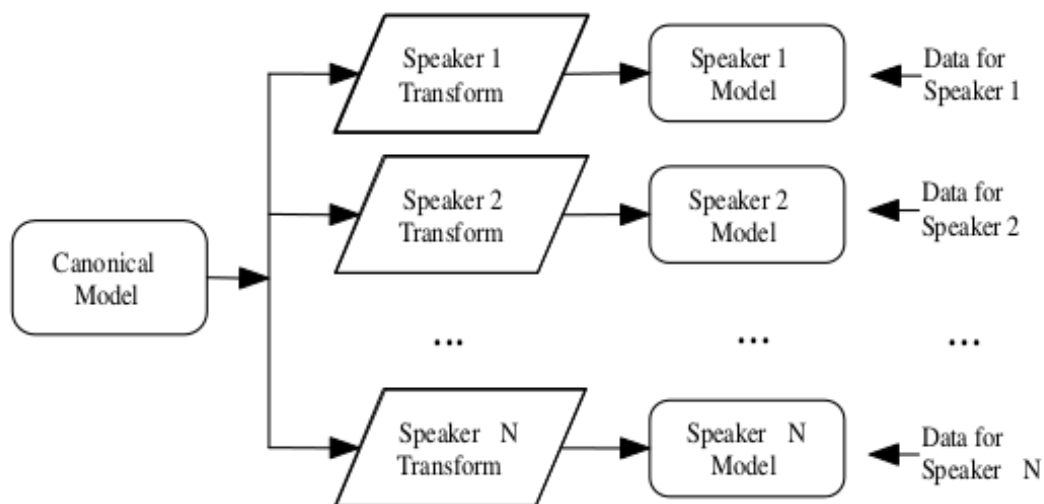 Speaker 1
Transform
Speaker 1
Model
Data for
Speaker 1
Speaker 2
Transform
Speaker 2
Model
Data for
Speaker 2
Canonical
Model
...
...
...
Speaker N
Transform
Speaker N
Model
Data for
Speaker N